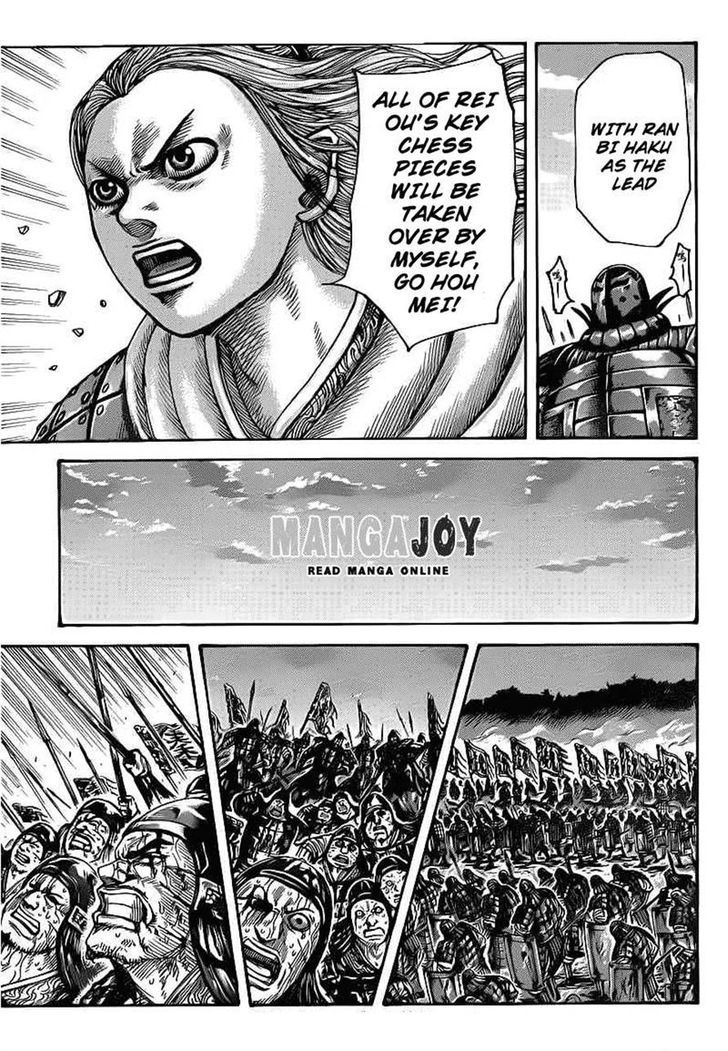 WITH RAN
BI HAKU
AS THE
LEAD
ALL OF REI
OU'S KEY
CHESS
PIECES
WILL BE
TAKEN
OVER BY
MYSELF,
GO HOU
MEI!
MANGAJOY
READ MANGA ONLINE